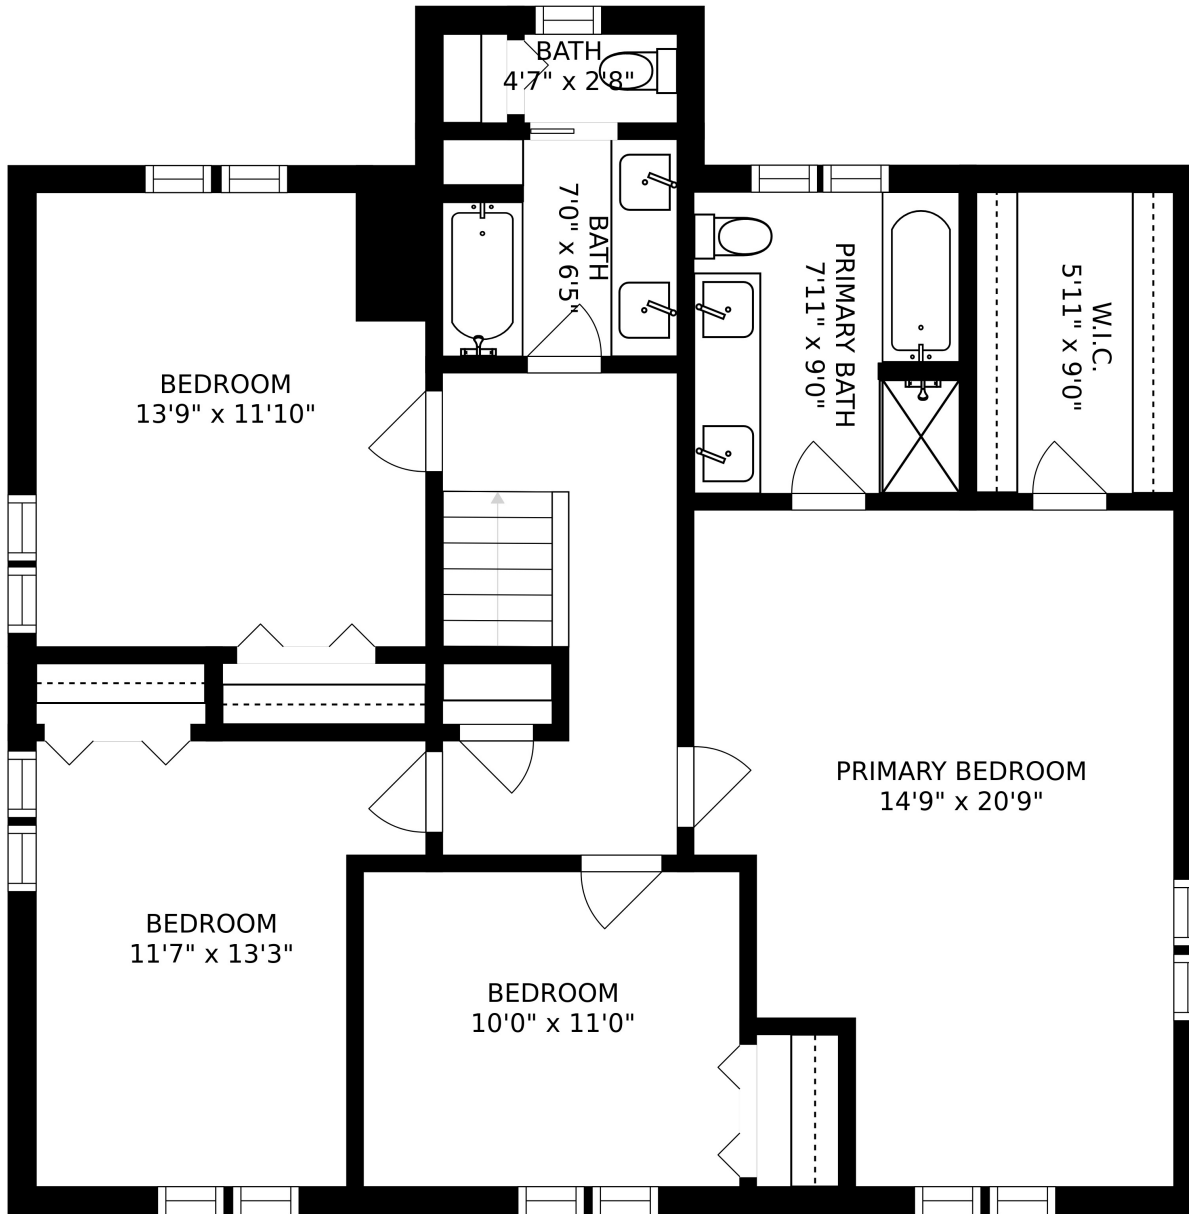 BATH
4'7" x 2'8"
BATH
7'0" x 6'5"
PRIMARY BATH
7'11" x 9'0"
W.I.C.
5'11" x 9'0"
BEDROOM
13'9" x 11'10"
PRIMARY BEDROOM
14'9" x 20'9"
BEDROOM
11'7" x 13'3"
BEDROOM
10'0" x 11'0"